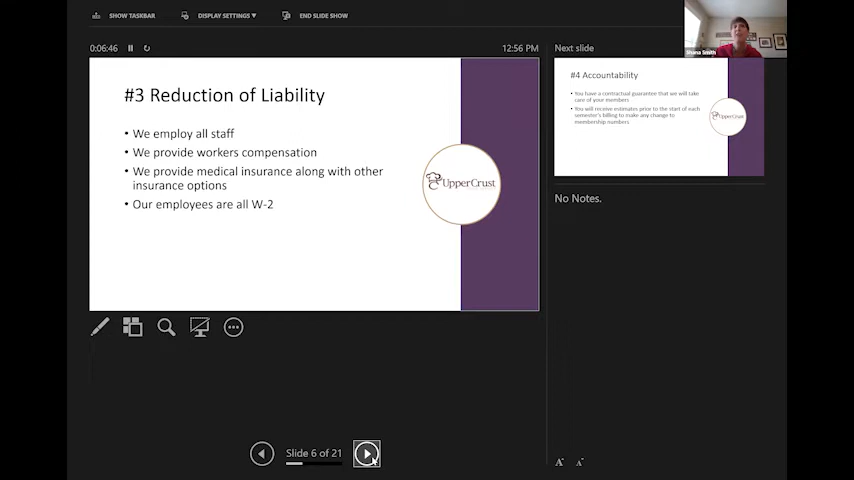 SHOW TASKBAR
DISPLAY SETTINGS ▾
END SLIDE SHOW
0:06:46
12:56 PM
#3 Reduction of Liability
• We employ all staff
• We provide workers compensation
• We provide medical insurance along with other
insurance options
• Our employees are all W-2
UpperCrust
Slide 6 of 21
Shana Smith
Next slide
#4 Accountability
• You have a contractual guarantee that we will take
care of your members
• You will receive estimates prior to the start of each
semester's billing to make any change to
membership numbers
UpperCrust
No Notes.
A A